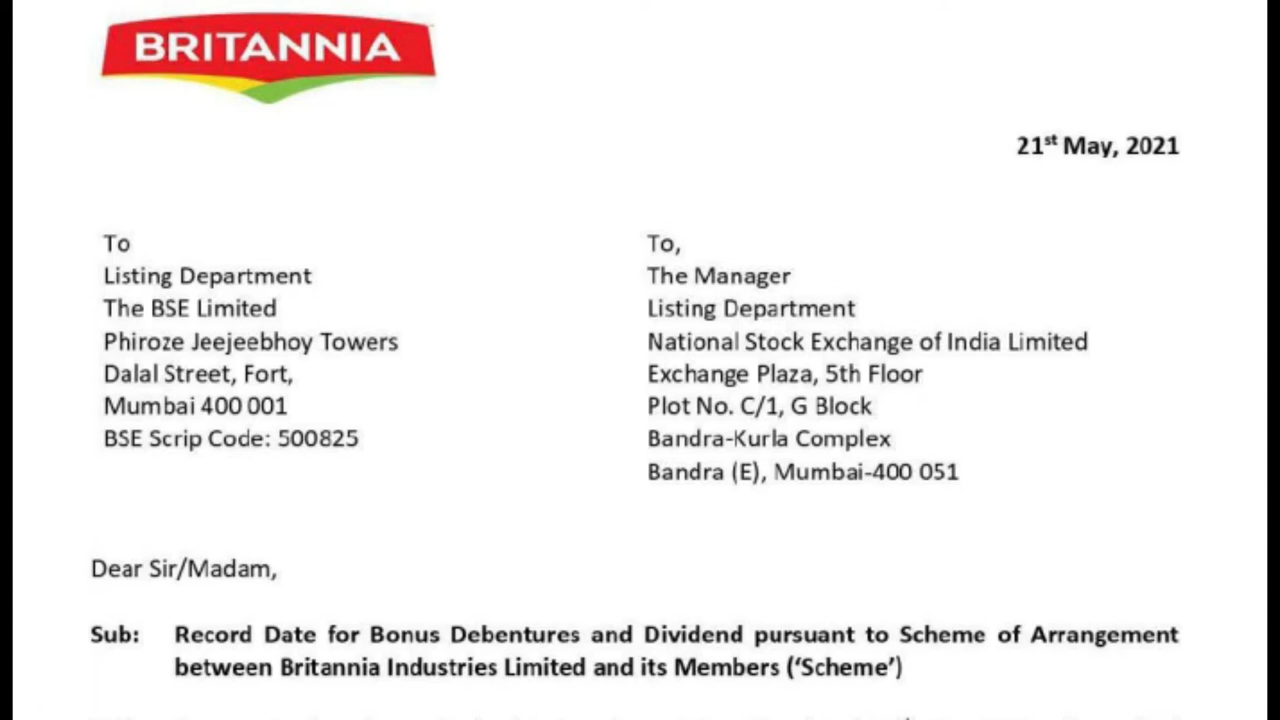 BRITANNIA
21st May, 2021
To
Listing Department
The BSE Limited
Phiroze Jeejeebhoy Towers
Dalal Street, Fort,
Mumbai 400 001
BSE Scrip Code: 500825
To,
The Manager
Listing Department
National Stock Exchange of India Limited
Exchange Plaza, 5th Floor
Plot No. C/1, G Block
Bandra-Kurla Complex
Bandra (E), Mumbai-400 051
Dear Sir/Madam,
Sub: Record Date for Bonus Debentures and Dividend pursuant to Scheme of Arrangement
between Britannia Industries Limited and its Members (‘Scheme’)